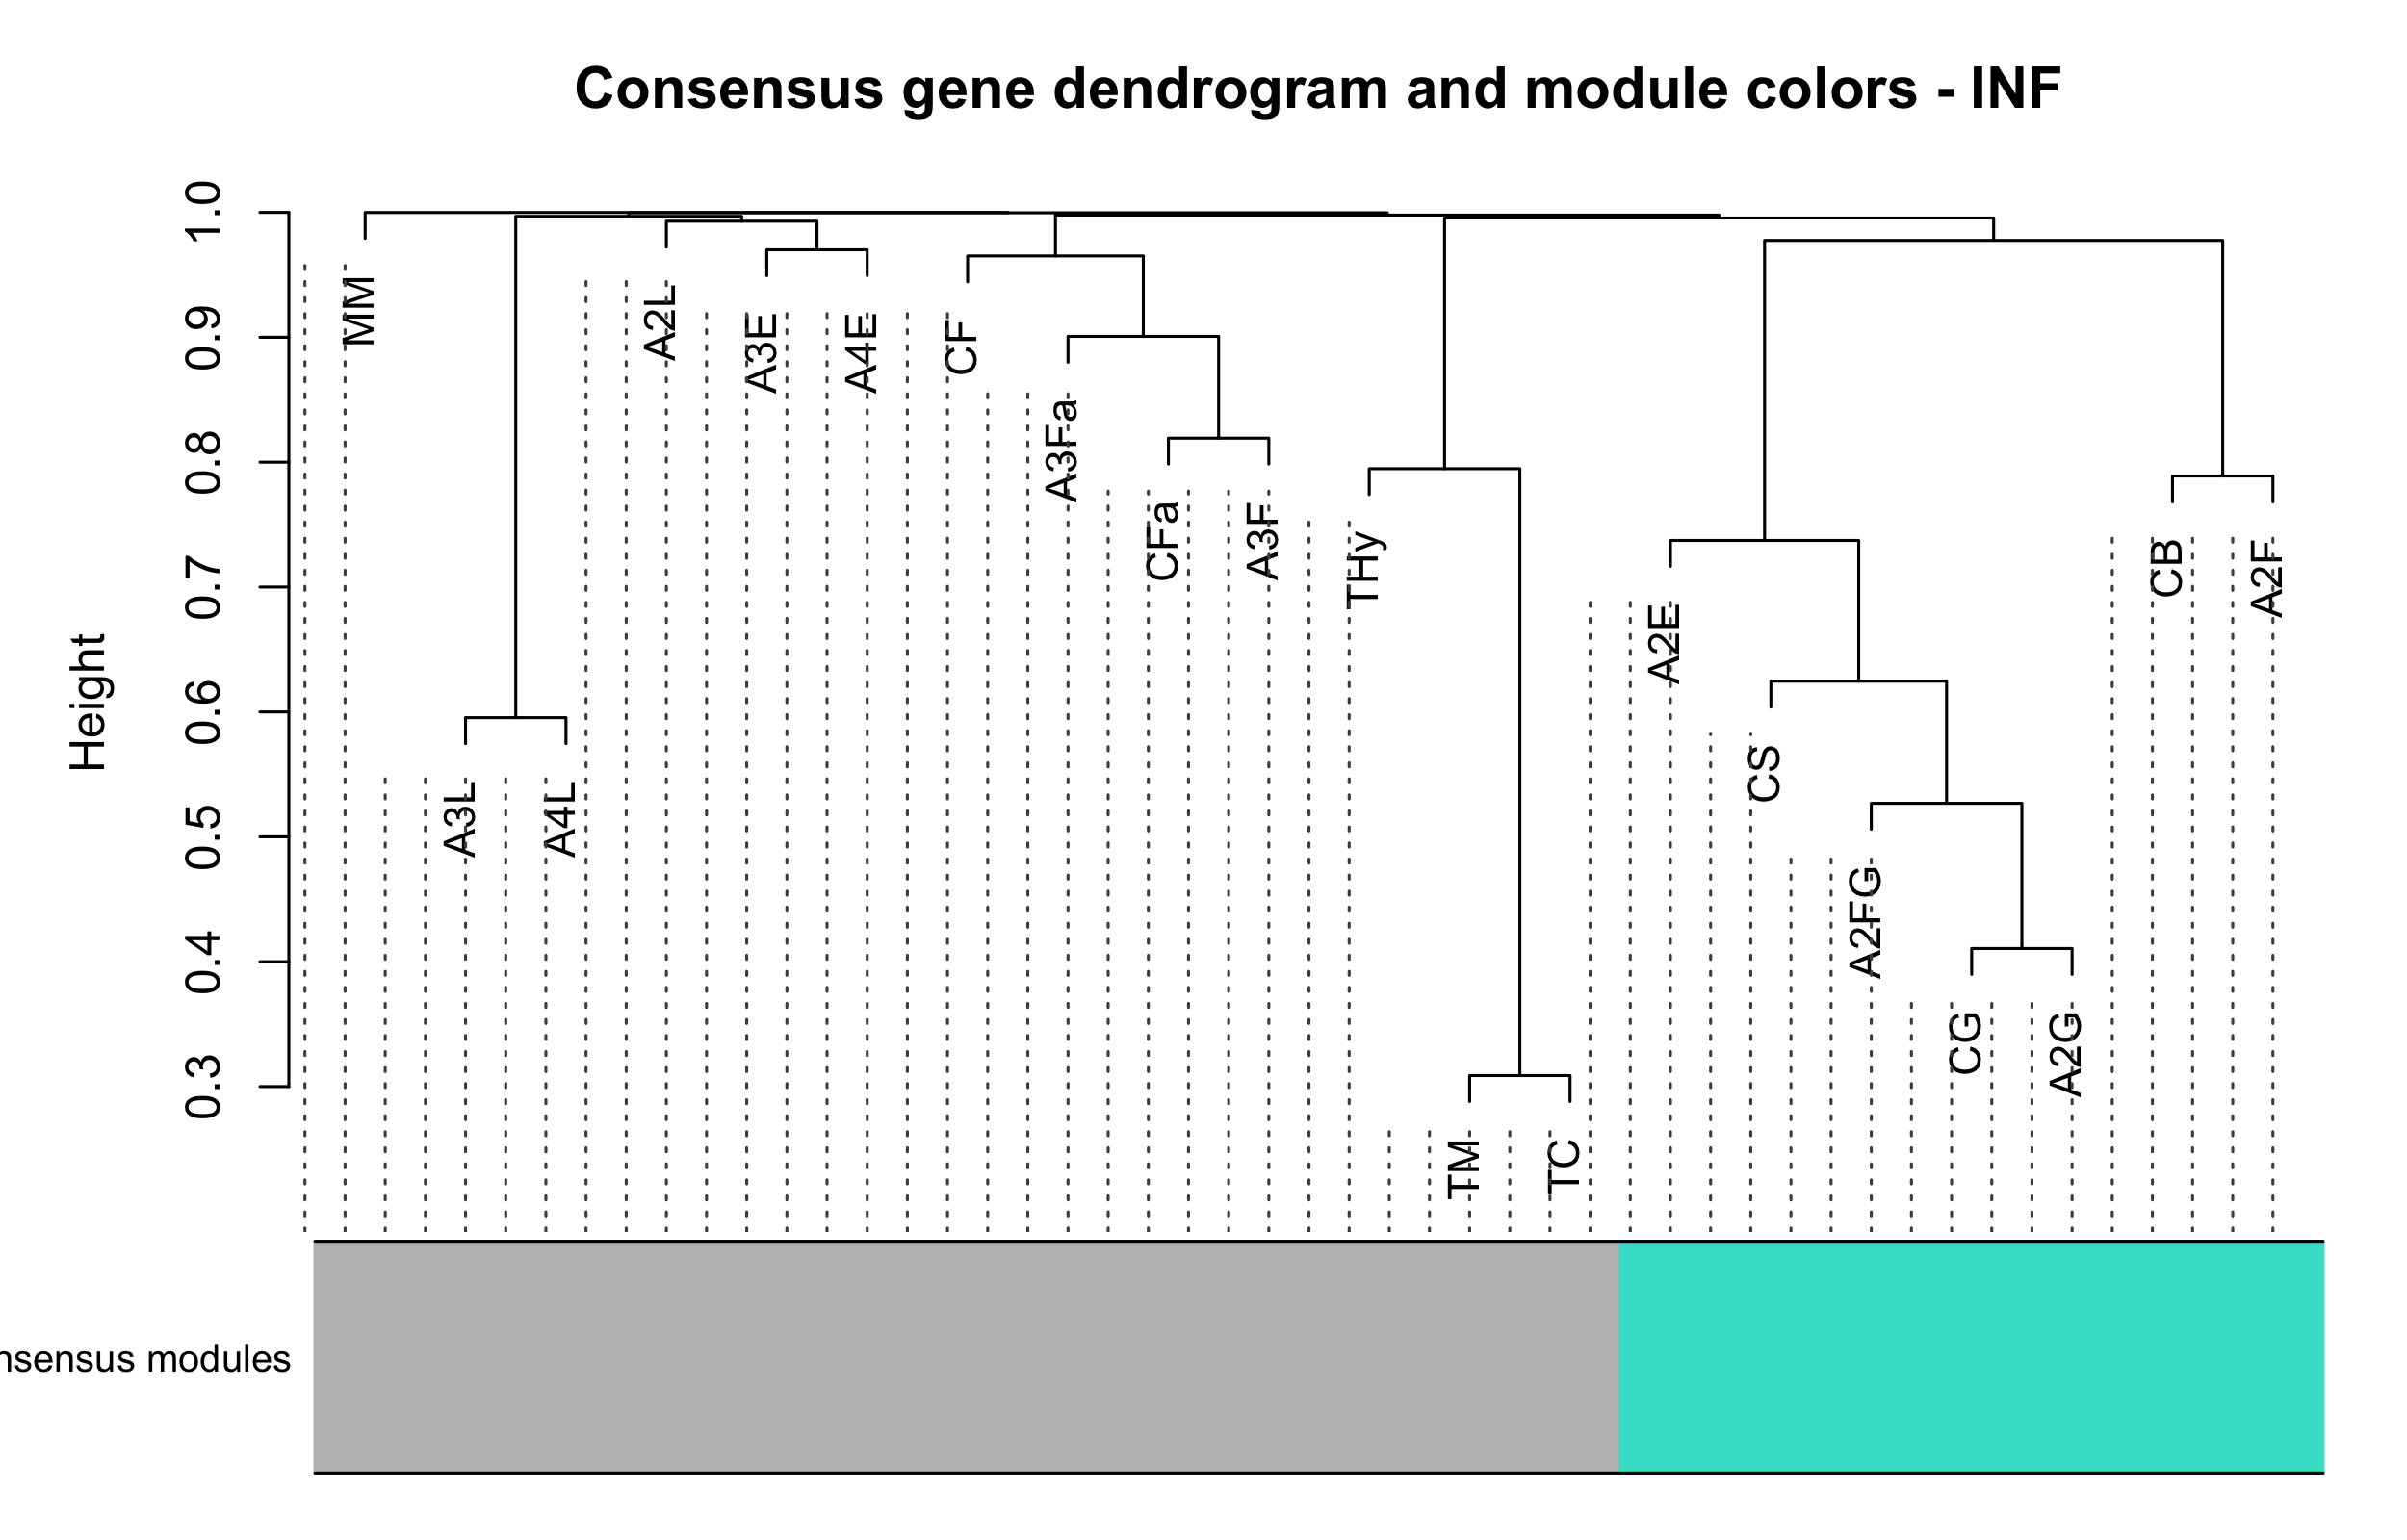 Consensus gene dendrogram and module colors - INF
Height
1.0
0.9
0.8
0.7
0.6
0.5
0.4
0.3
MM
A3L
A4L
A2L
A3E
A4E
CF
A3Fa
CFa
A3F
THy
TM
TC
A2E
CS
A2FG
CG
A2G
CB
A2F
nsensus modules